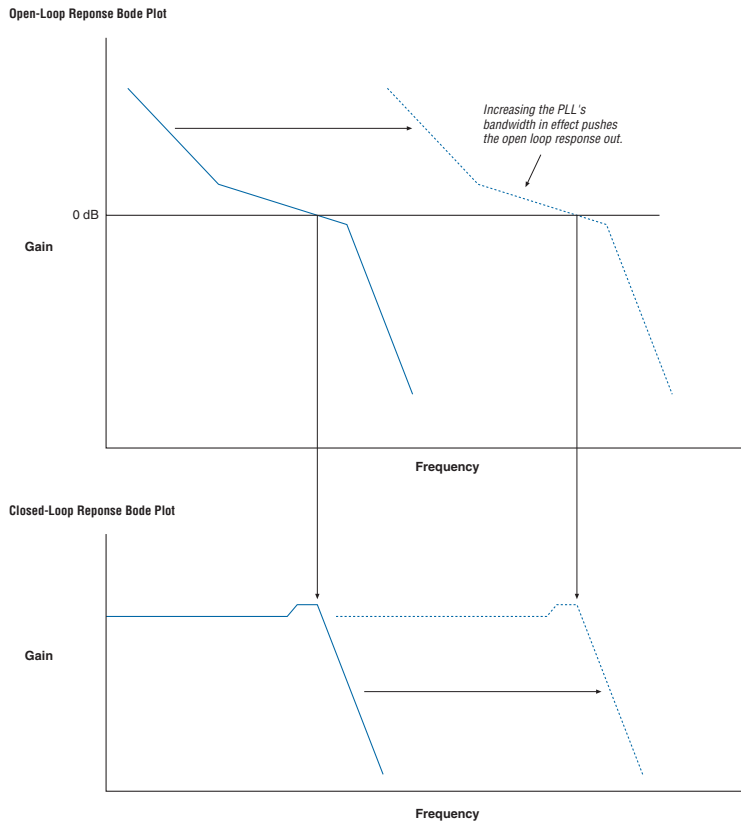 Open-Loop Reponse Bode Plot
Increasing the PLL's
bandwidth in effect pushes
the open loop response out.
0 dB
Gain
Frequency
Closed-Loop Reponse Bode Plot
Gain
Frequency